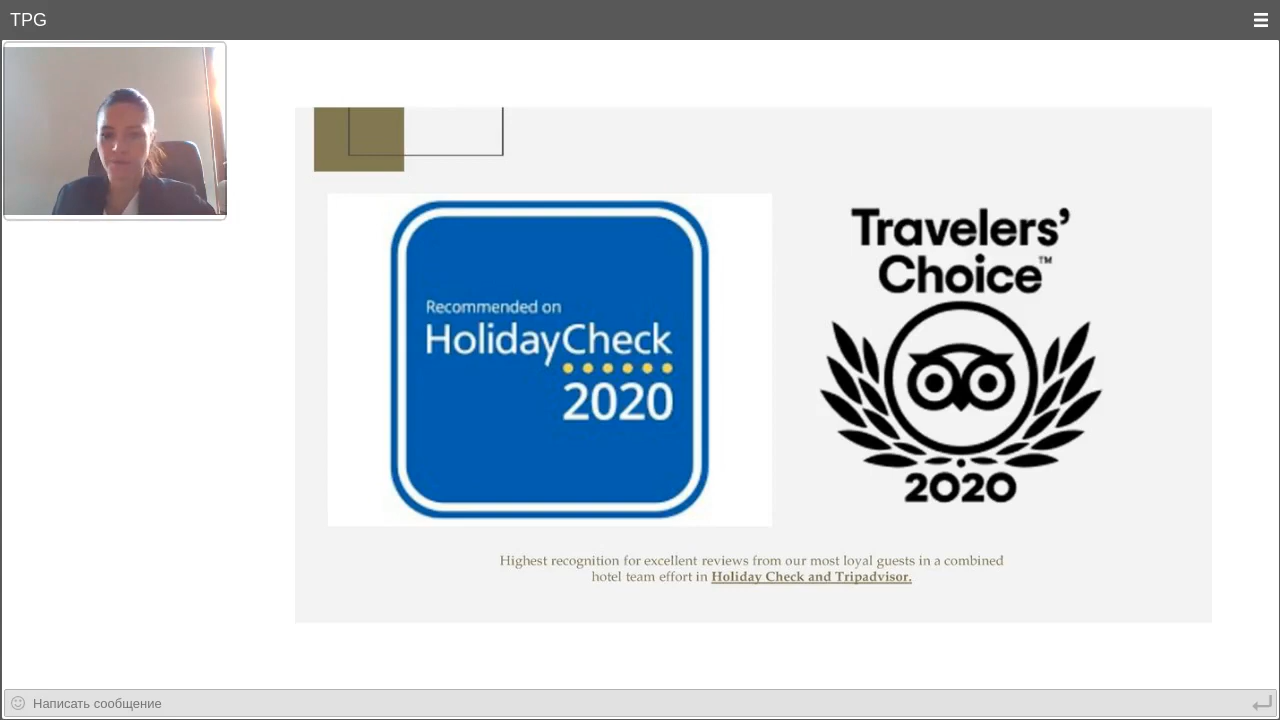 TPG
Recommended on
HolidayCheck
2020
Travelers’
Choice™
2020
Highest recognition for excellent reviews from our most loyal guests in a combined
hotel team effort in Holiday Check and Tripadvisor.
Написать сообщение